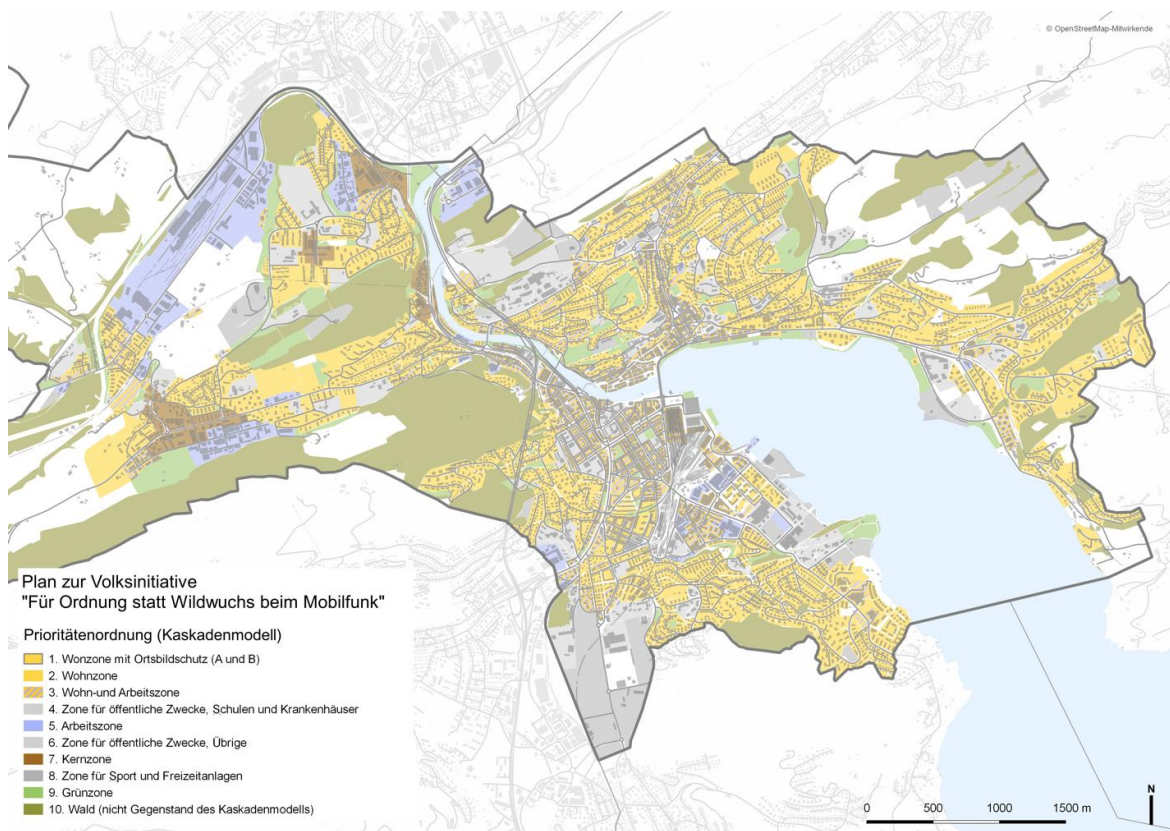 © OpenStreetMap-Mitwirkende
Plan zur Volksinitiative
"Für Ordnung statt Wildwuchs beim Mobilfunk"
Prioritätenordnung (Kaskadenmodell)
1. Wonzone mit Ortsbildschutz (A und B)
2. Wohnzone
3. Wohn-und Arbeitszone
4. Zone für öffentliche Zwecke, Schulen und Krankenhäuser
5. Arbeitszone
6. Zone für öffentliche Zwecke, Übrige
7. Kernzone
8. Zone für Sport und Freizeitanlagen
9. Grünzone
10. Wald (nicht Gegenstand des Kaskadenmodells)
0 500 1000 1500 m
N